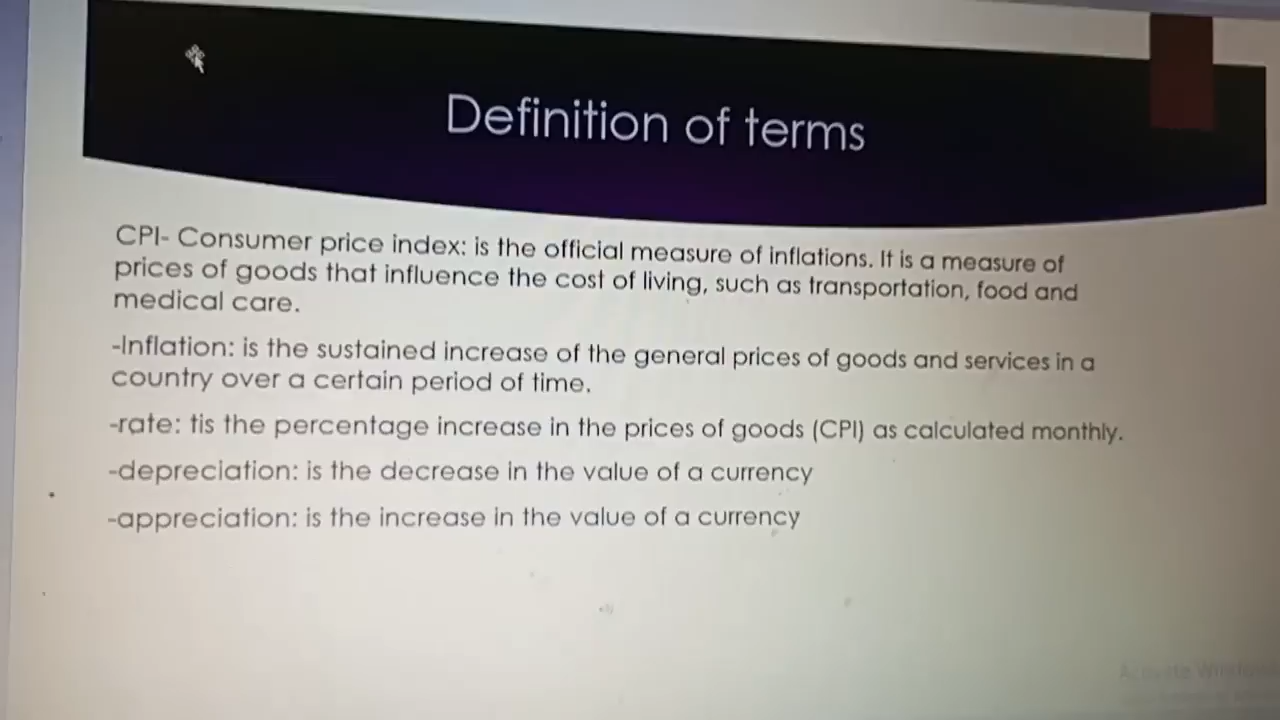 Definition of terms
CPI- Consumer price index: is the official measure of inflations. It is a measure of
prices of goods that influence the cost of living, such as transportation, food and
medical care.
-Inflation: is the sustained increase of the general prices of goods and services in a
country over a certain period of time.
-rate: tis the percentage increase in the prices of goods (CPI) as calculated monthly.
-depreciation: is the decrease in the value of a currency
-appreciation: is the increase in the value of a currency
Activate Windows